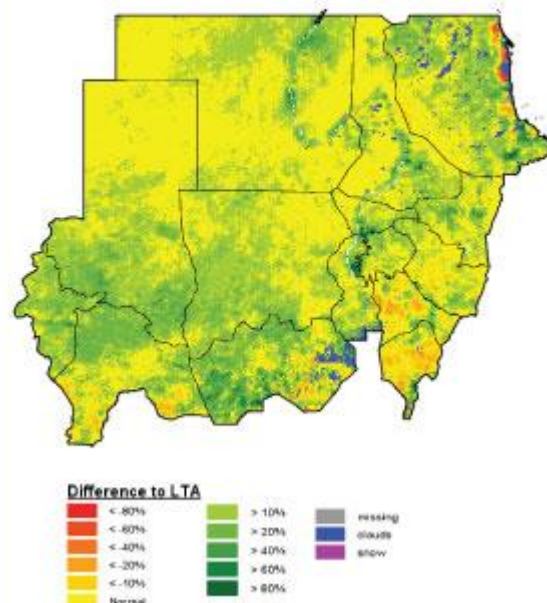 Difference to LTA
< -80%
< -60%
< -40%
< -20%
< -10%
Normal
> 10%
> 20%
> 40%
> 60%
> 80%
missing
clouds
snow